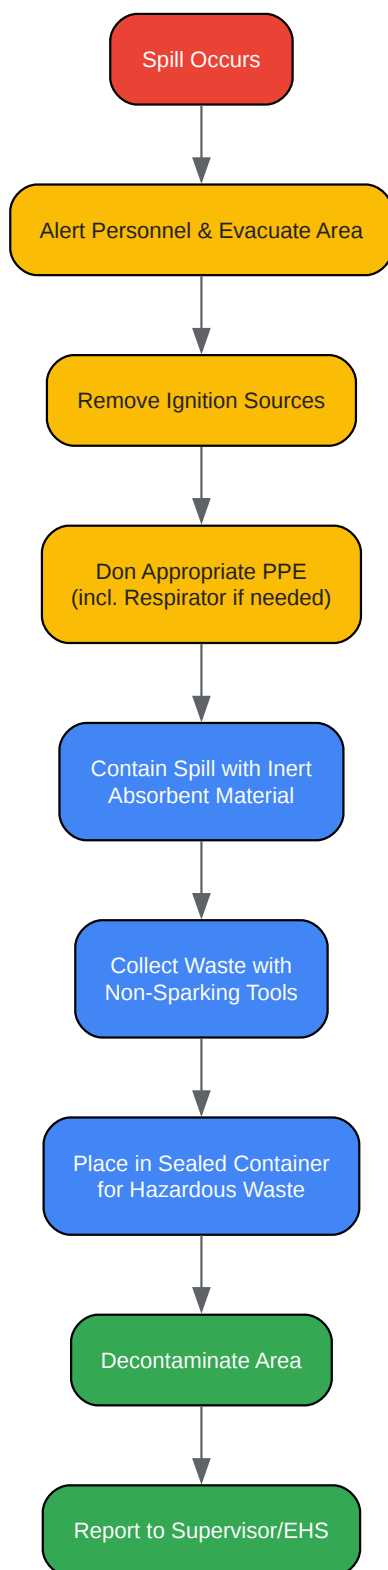 Spill Occurs
Alert Personnel & Evacuate Area
Remove Ignition Sources
Don Appropriate PPE
(incl. Respirator if needed)
Contain Spill with Inert
Absorbent Material
Collect Waste with
Non-Sparking Tools
Place in Sealed Container
for Hazardous Waste
Decontaminate Area
Report to Supervisor/EHS